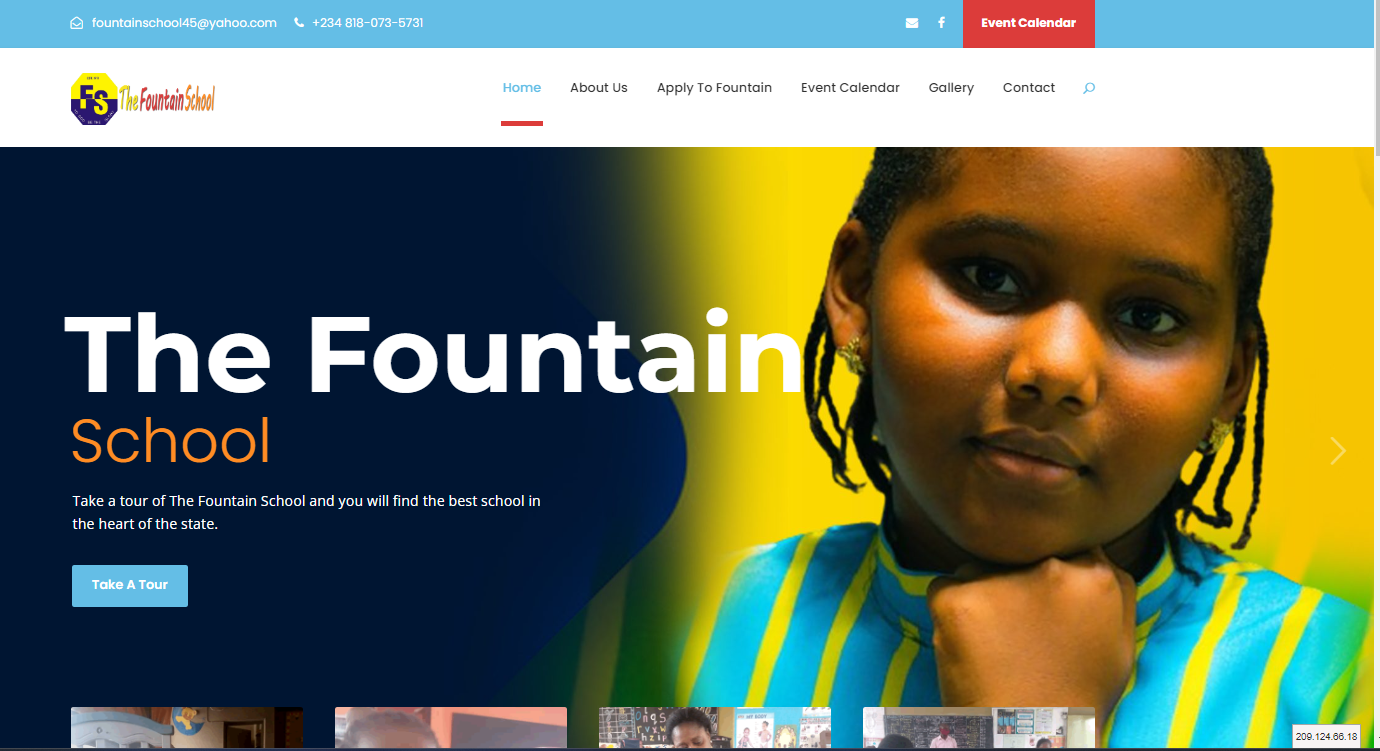 fountainschool45@yahoo.com +234 818-073-5731
Event Calendar
FS
The Fountain School
Home About Us Apply To Fountain Event Calendar Gallery Contact
The Fountain
School
Take a tour of The Fountain School and you will find the best school in
the heart of the state.
Take A Tour
209.124.66.18